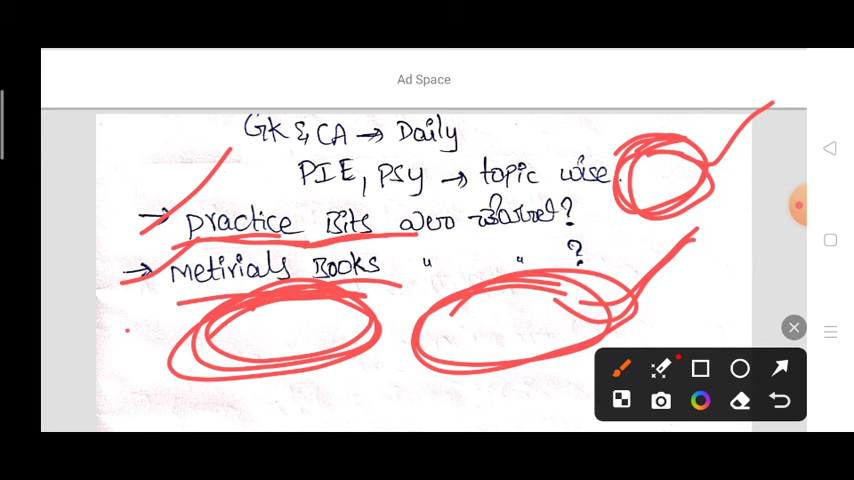 Ad Space
GK & CA → Daily
PIE, PSY → topic wise.
→ practice Bits ఎలా చేయాలి?
→ Metirials Books " " ?